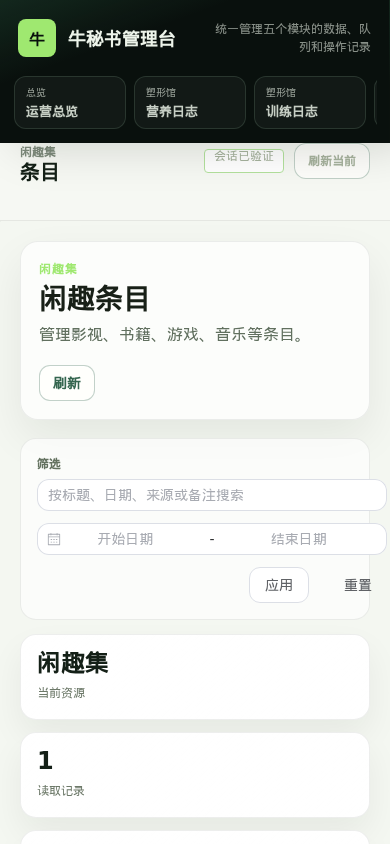 牛
牛秘书管理台
统一管理五个模块的数据、队
列和操作记录
总览
运营总览
塑形馆
营养日志
塑形馆
训练日志
闲趣集
条目
会话已验证
刷新当前
闲趣集
闲趣条目
管理影视、书籍、游戏、音乐等条目。
刷新
筛选
按标题、日期、来源或备注搜索
开始日期 - 结束日期
应用
重置
闲趣集
当前资源
1
读取记录